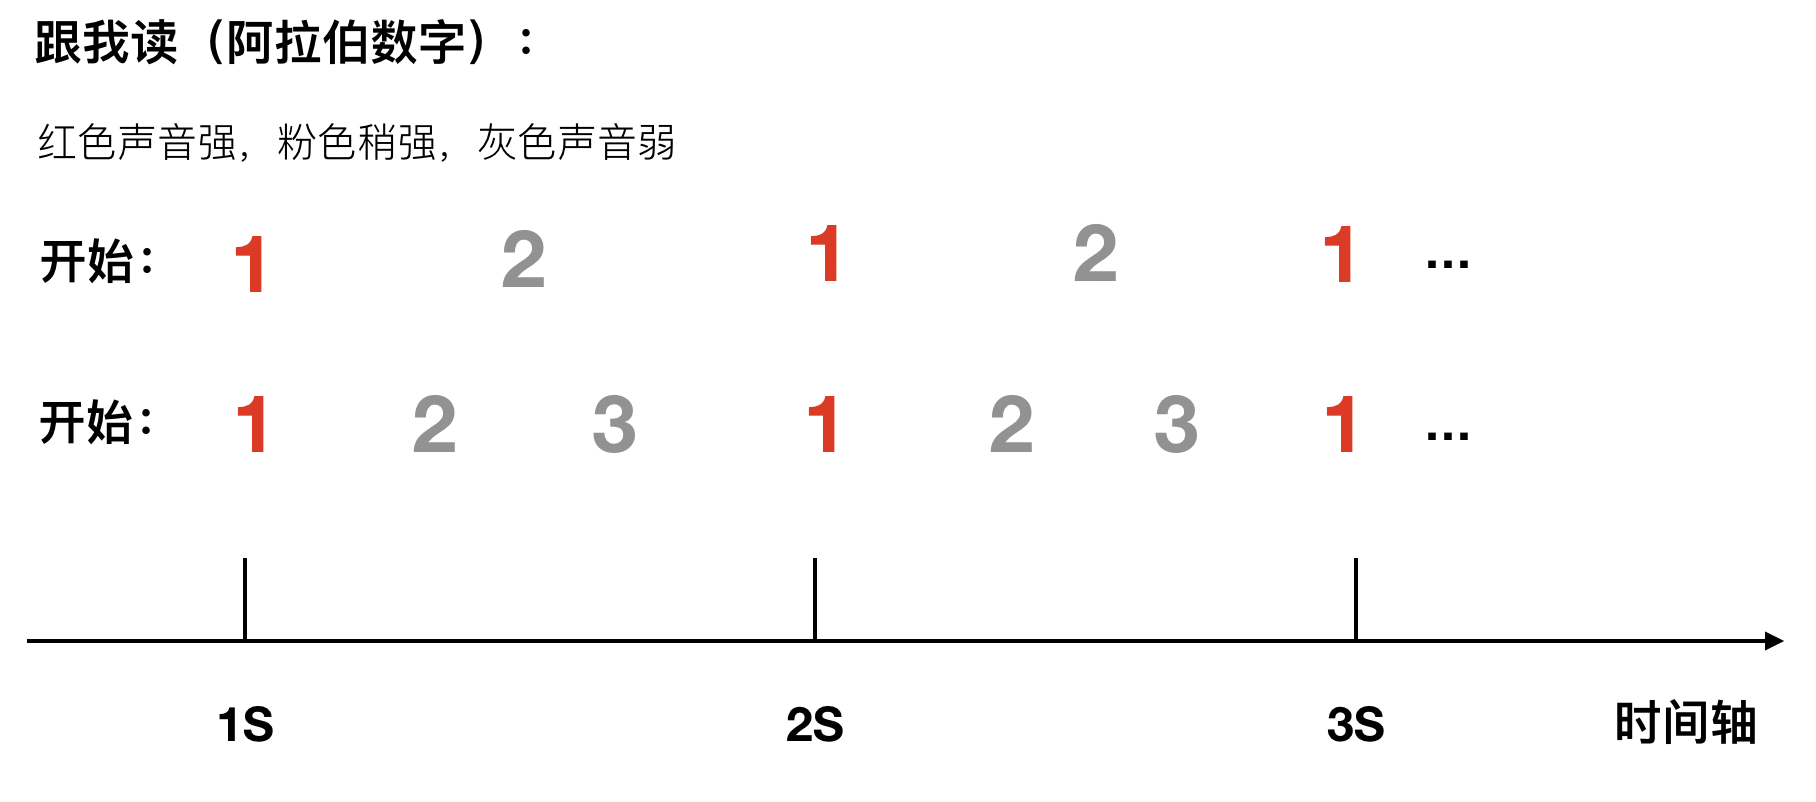 跟我读（阿拉伯数字）：
红色声音强，粉色稍强，灰色声音弱
开始： 1 2 1 2 1 ...
开始： 1 2 3 1 2 3 1 ...
1S 2S 3S 时间轴